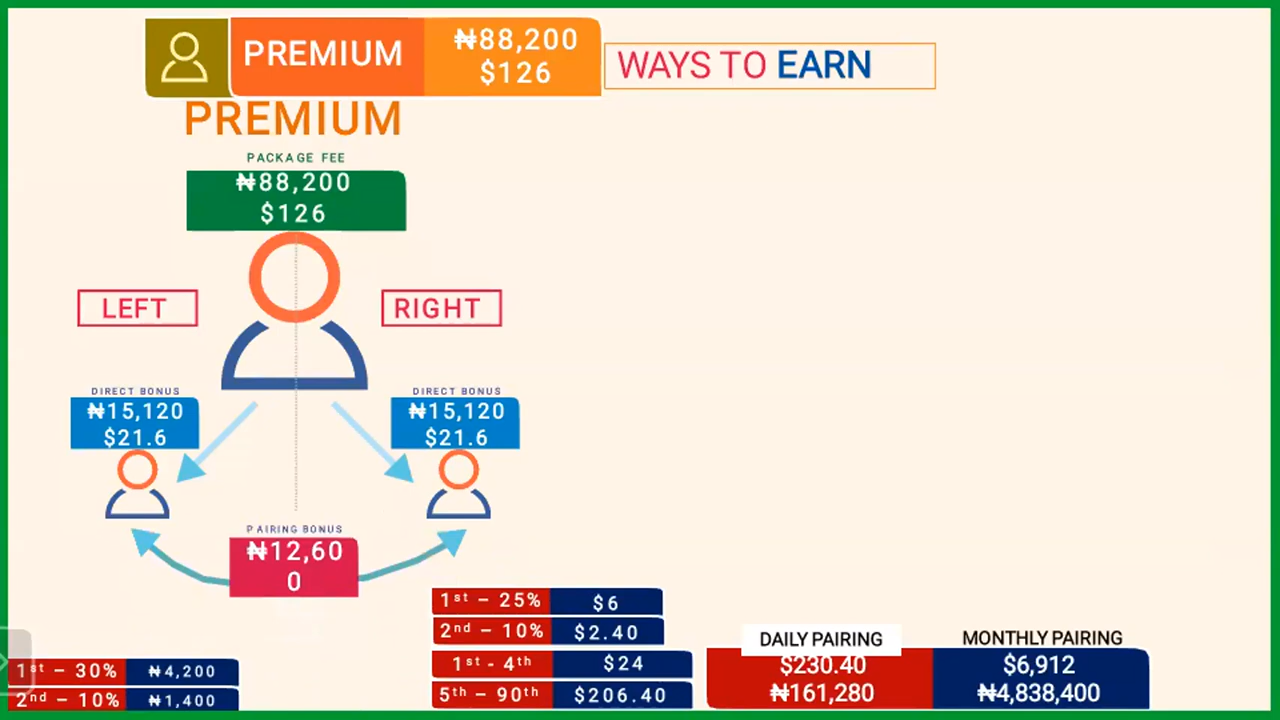 PREMIUM
₦88,200
$126
WAYS TO EARN
PREMIUM
PACKAGE FEE
₦88,200
$126
LEFT
RIGHT
DIRECT BONUS
₦15,120
$21.6
DIRECT BONUS
₦15,120
$21.6
PAIRING BONUS
₦12,60
0
1st – 30% ₦4,200
2nd – 10% ₦1,400
1st – 25% $6
2nd – 10% $2.40
1st - 4th $24
5th – 90th $206.40
DAILY PAIRING
$230.40
₦161,280
MONTHLY PAIRING
$6,912
₦4,838,400